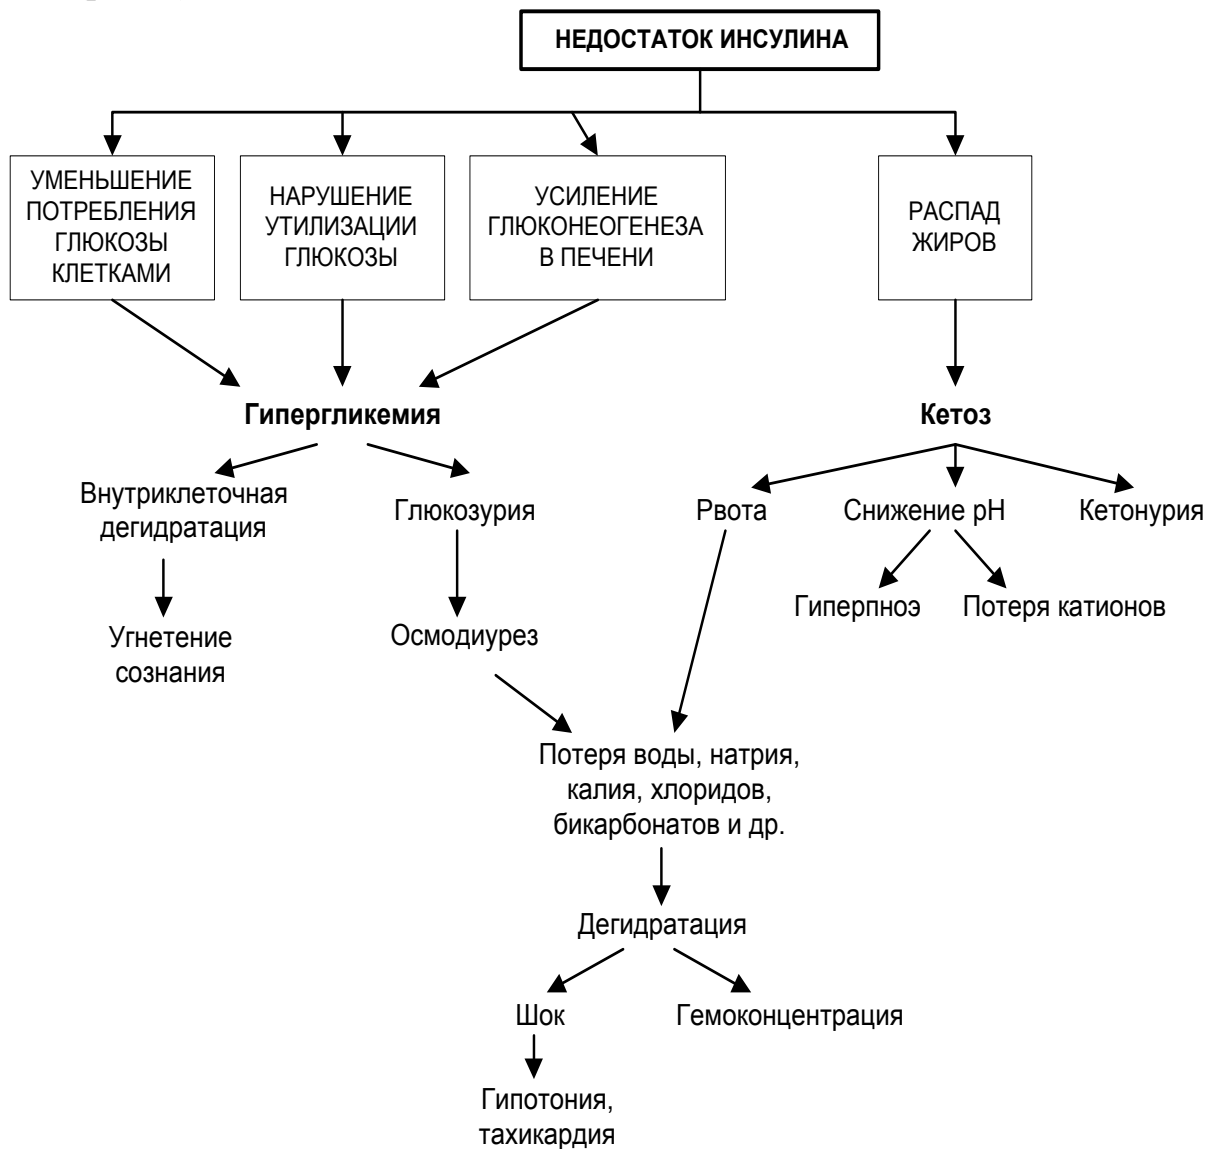 НЕДОСТАТОК ИНСУЛИНА
УМЕНЬШЕНИЕ
ПОТРЕБЛЕНИЯ
ГЛЮКОЗЫ
КЛЕТКАМИ
НАРУШЕНИЕ
УТИЛИЗАЦИИ
ГЛЮКОЗЫ
УСИЛЕНИЕ
ГЛЮКОНЕОГЕНЕЗА
В ПЕЧЕНИ
РАСПАД
ЖИРОВ
Гипергликемия
Кетоз
Внутриклеточная
дегидратация
Глюкозурия
Рвота
Снижение pH
Кетонурия
Гиперпноэ
Потеря катионов
Угнетение
сознания
Осмодиурез
Потеря воды, натрия,
калия, хлоридов,
бикарбонатов и др.
Дегидратация
Шок
Гемоконцентрация
Гипотония,
тахикардия